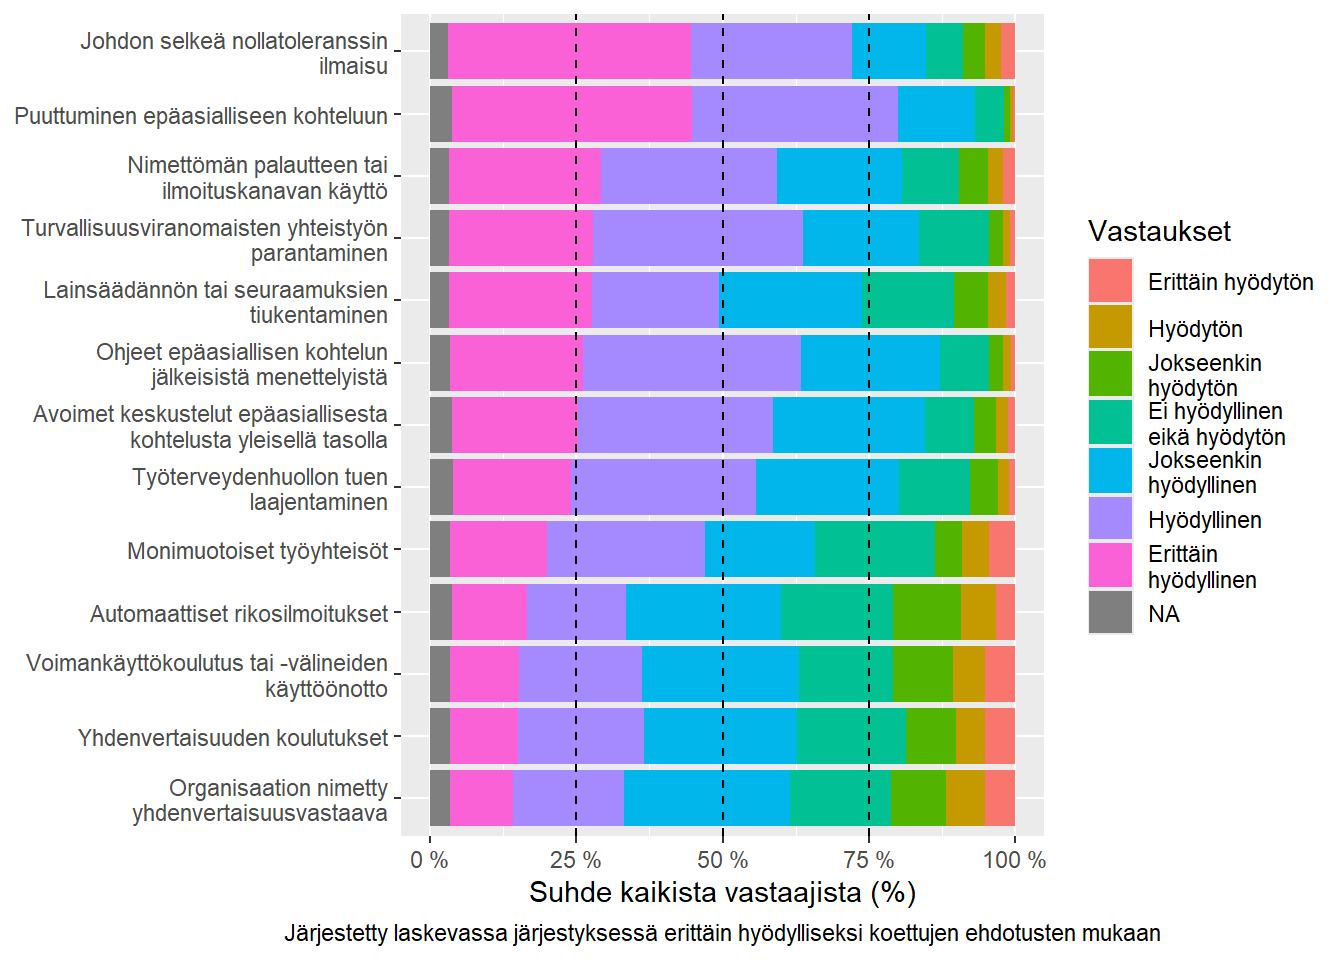 Johdon selkeä nollatoleranssin
ilmaisu
Puuttuminen epäasialliseen kohteluun
Nimettömän palautteen tai
ilmoituskanavan käyttö
Turvallisuusviranomaisten yhteistyön
parantaminen
Lainsäädännön tai seuraamuksien
tiukentaminen
Ohjeet epäasiallisen kohtelun
jälkeisistä menettelyistä
Avoimet keskustelut epäasiallisesta
kohtelusta yleisellä tasolla
Työterveydenhuollon tuen
laajentaminen
Monimuotoiset työyhteisöt
Automaattiset rikosilmoitukset
Voimankäyttökoulutus tai -välineiden
käyttöönotto
Yhdenvertaisuuden koulutukset
Organisaation nimetty
yhdenvertaisuusvastaava
0 % 25 % 50 % 75 % 100 %
Suhde kaikista vastaajista (%)
Järjestetty laskevassa järjestyksessä erittäin hyödylliseksi koettujen ehdotusten mukaan
Vastaukset
Erittäin hyödytön
Hyödytön
Jokseenkin
hyödytön
Ei hyödyllinen
eikä hyödytön
Jokseenkin
hyödyllinen
Hyödyllinen
Erittäin
hyödyllinen
NA